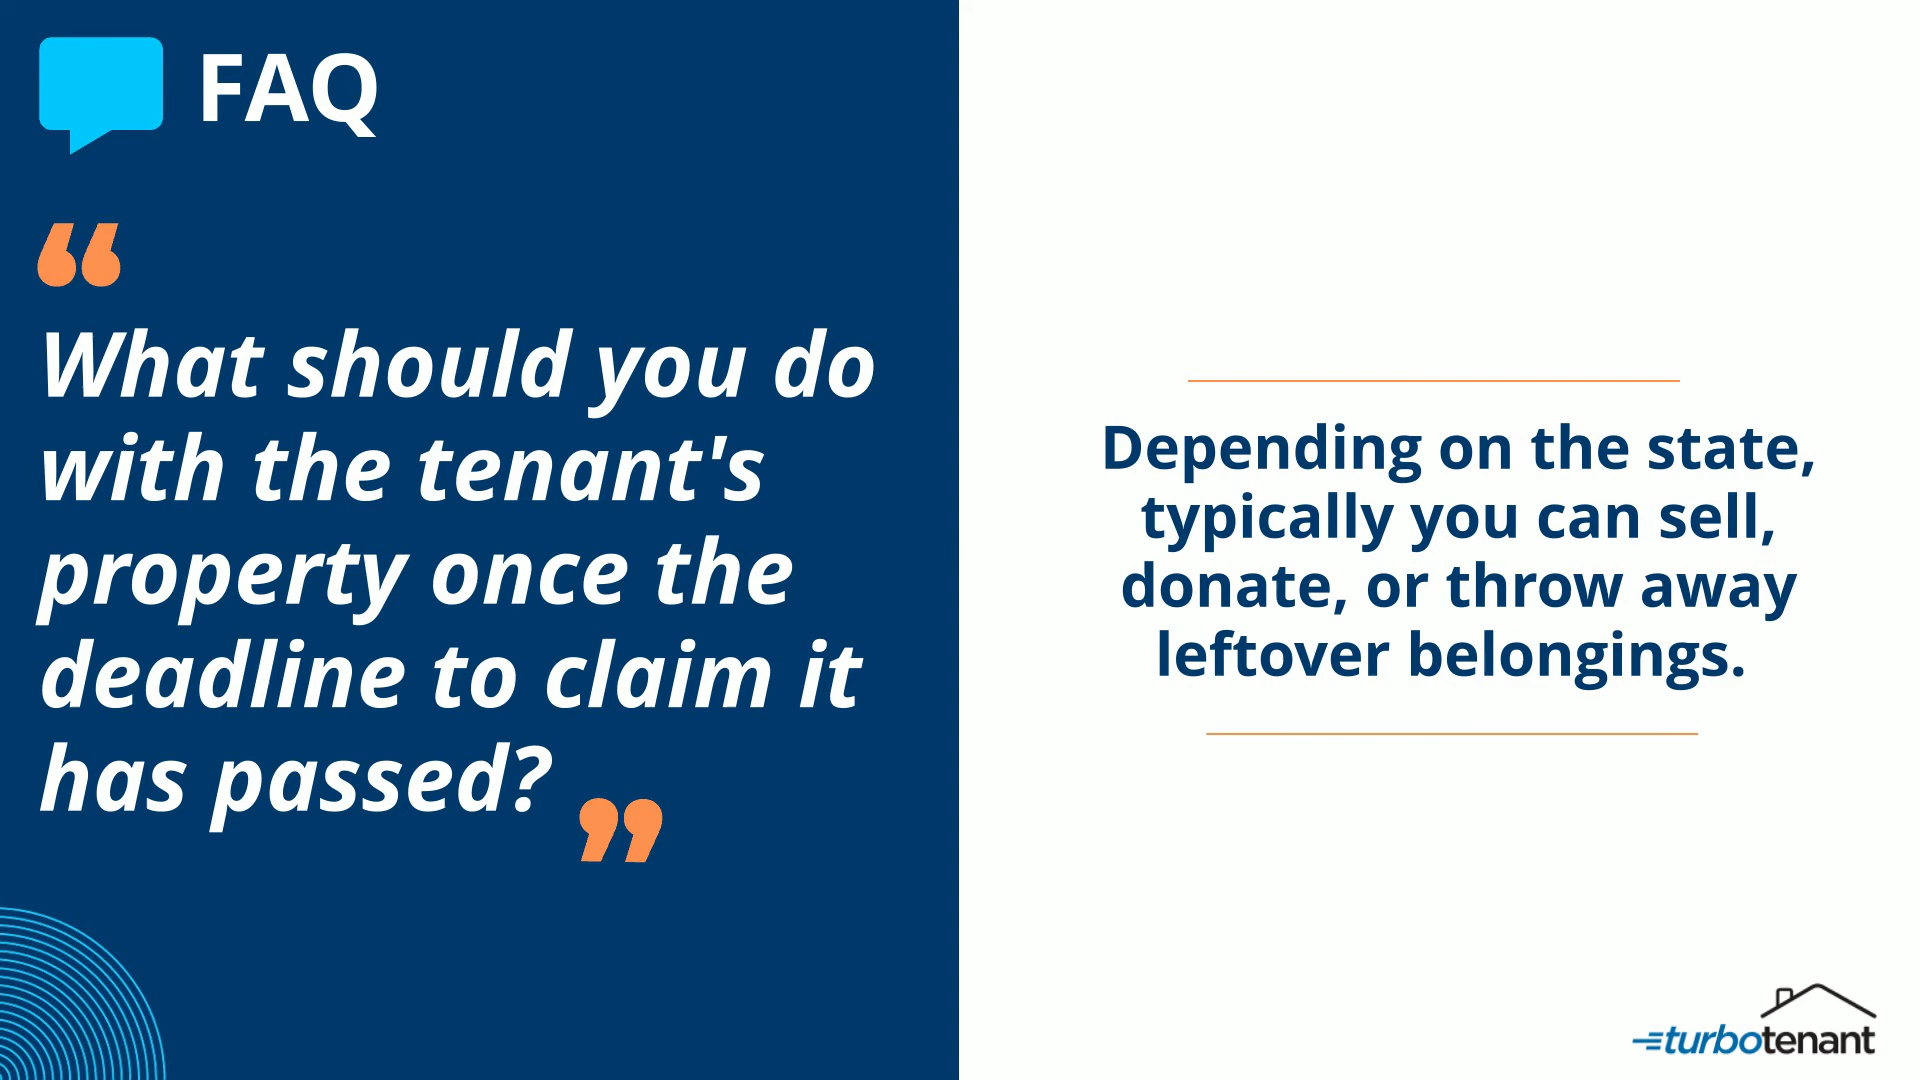 FAQ
“
What should you do
with the tenant's
property once the
deadline to claim it
has passed?
”
Depending on the state,
typically you can sell,
donate, or throw away
leftover belongings.
turbotenant